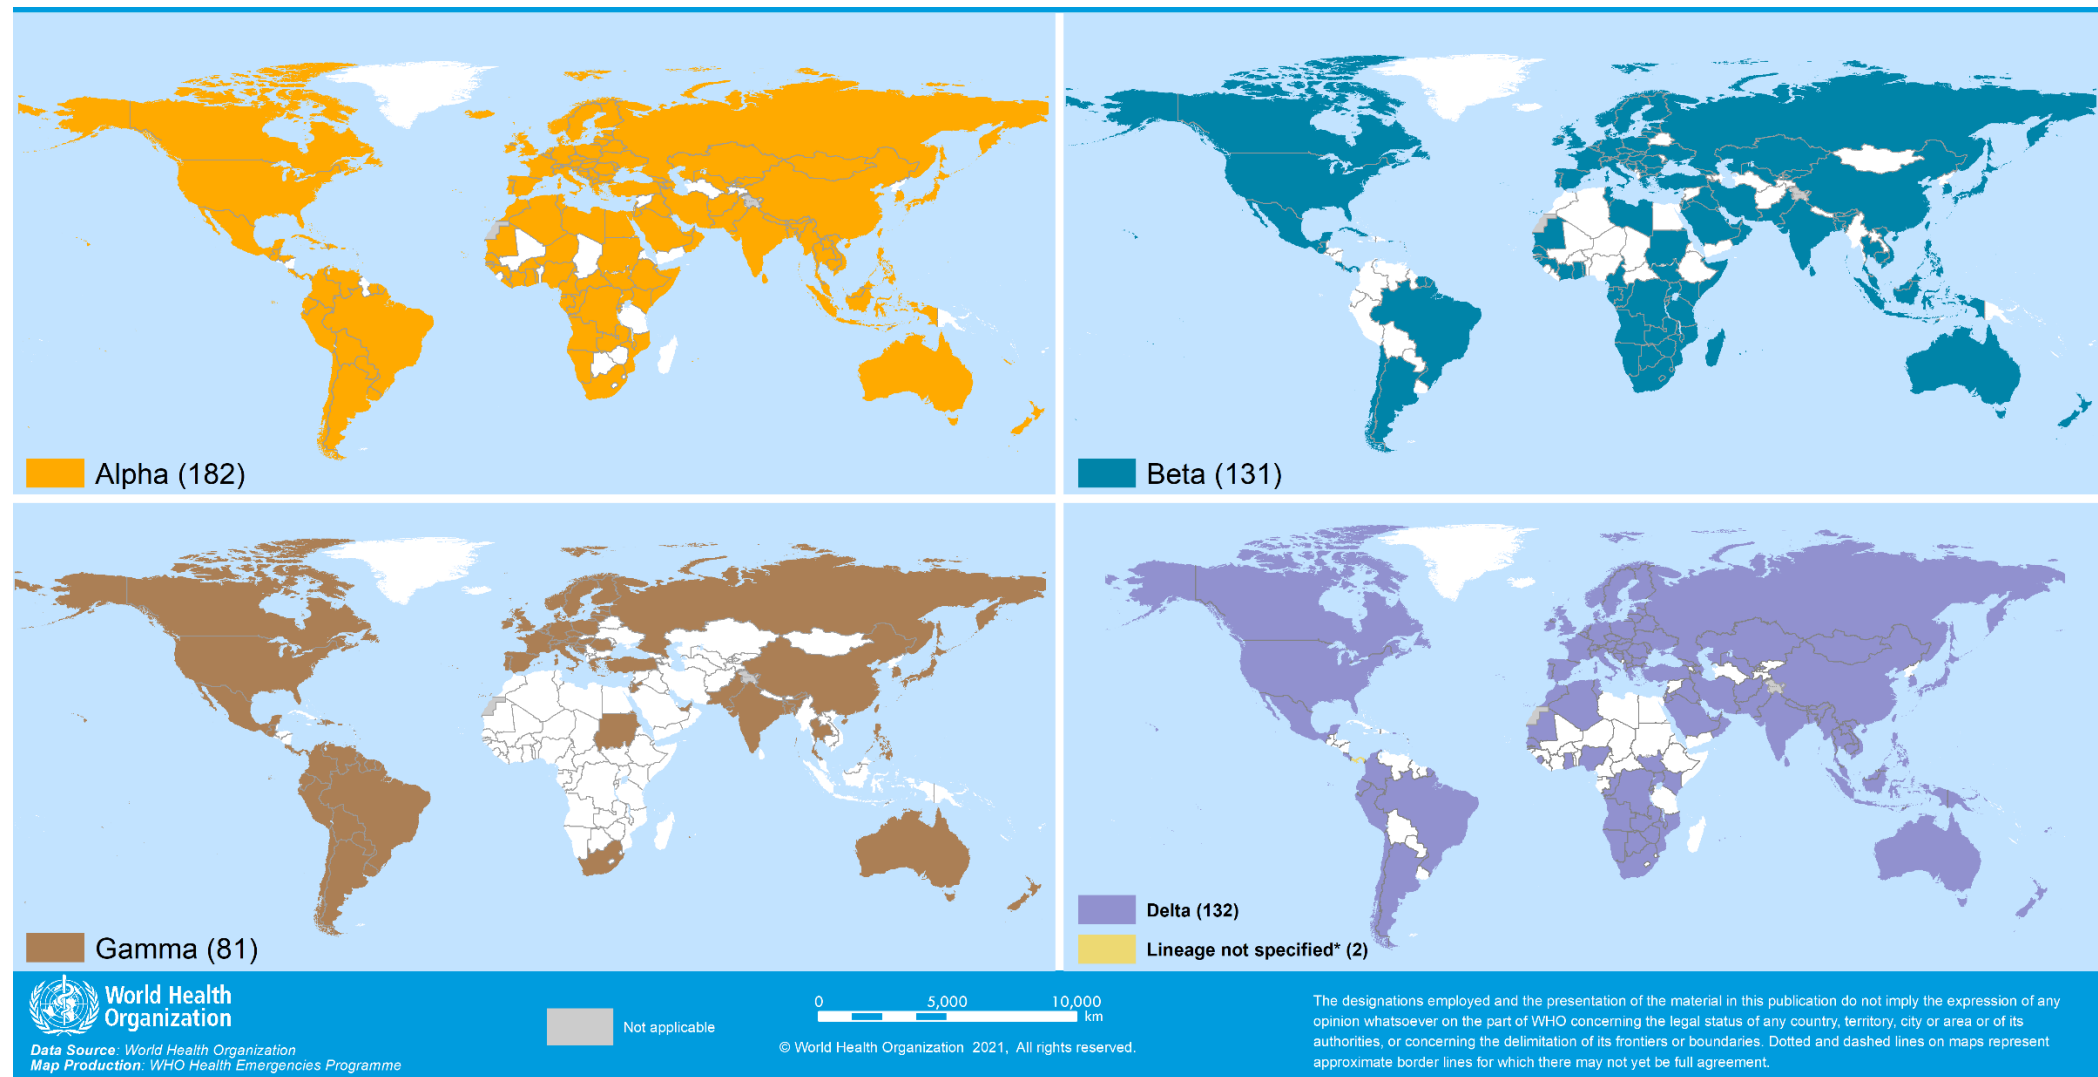 Alpha (182)
Beta (131)
Gamma (81)
Delta (132)
Lineage not specified* (2)
World Health
Organization
Data Source: World Health Organization
Map Production: WHO Health Emergencies Programme
Not applicable
0 5,000 10,000
km
© World Health Organization 2021, All rights reserved.
The designations employed and the presentation of the material in this publication do not imply the expression of any
opinion whatsoever on the part of WHO concerning the legal status of any country, territory, city or area or of its
authorities, or concerning the delimitation of its frontiers or boundaries. Dotted and dashed lines on maps represent
approximate border lines for which there may not yet be full agreement.